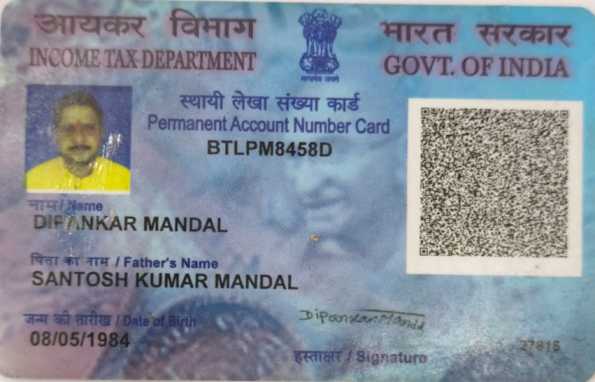 आयकर विभाग
भारत सरकार
INCOME TAX DEPARTMENT
GOVT. OF INDIA
सत्यमेव जयते
स्थायी लेखा संख्या कार्ड
Permanent Account Number Card
BTLPM8458D
नाम / Name
DIPANKAR MANDAL
पिता का नाम / Father's Name
SANTOSH KUMAR MANDAL
जन्म की तारीख / Date of Birth
08/05/1984
Dipankar Mandal
हस्ताक्षर / Signature
27815